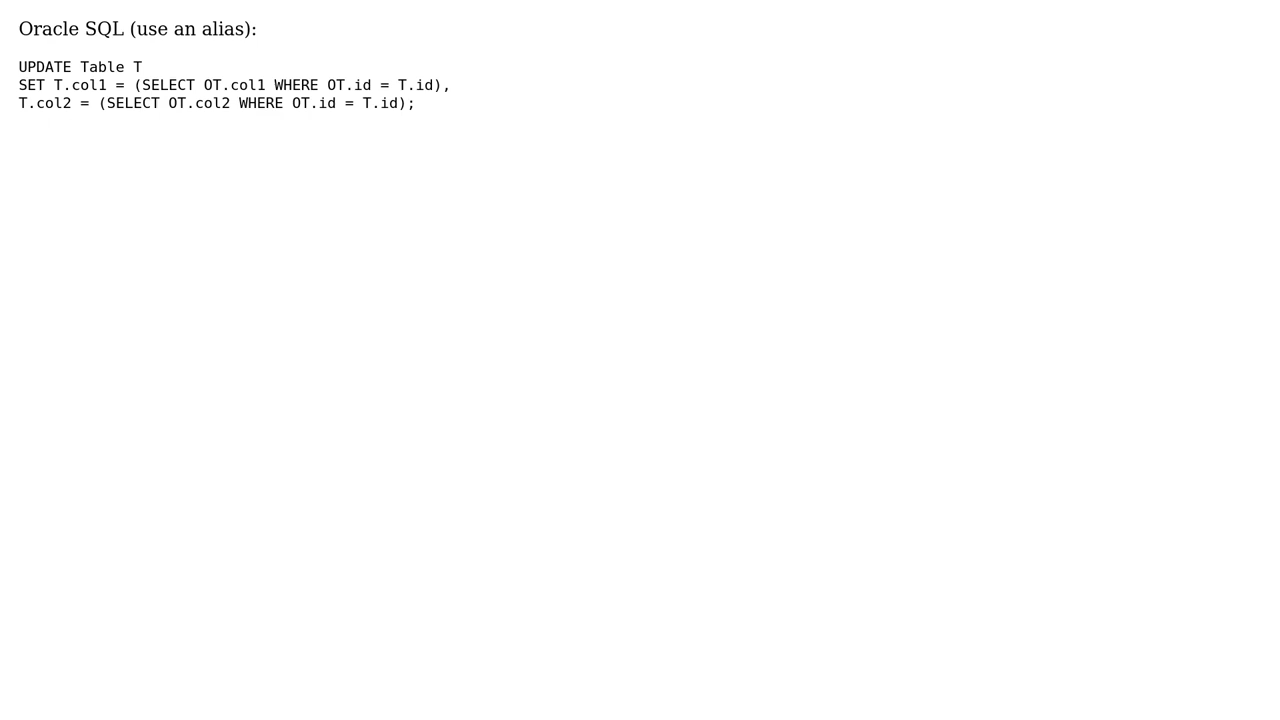 Oracle SQL (use an alias):
UPDATE Table T
SET T.col1 = (SELECT OT.col1 WHERE OT.id = T.id),
T.col2 = (SELECT OT.col2 WHERE OT.id = T.id);